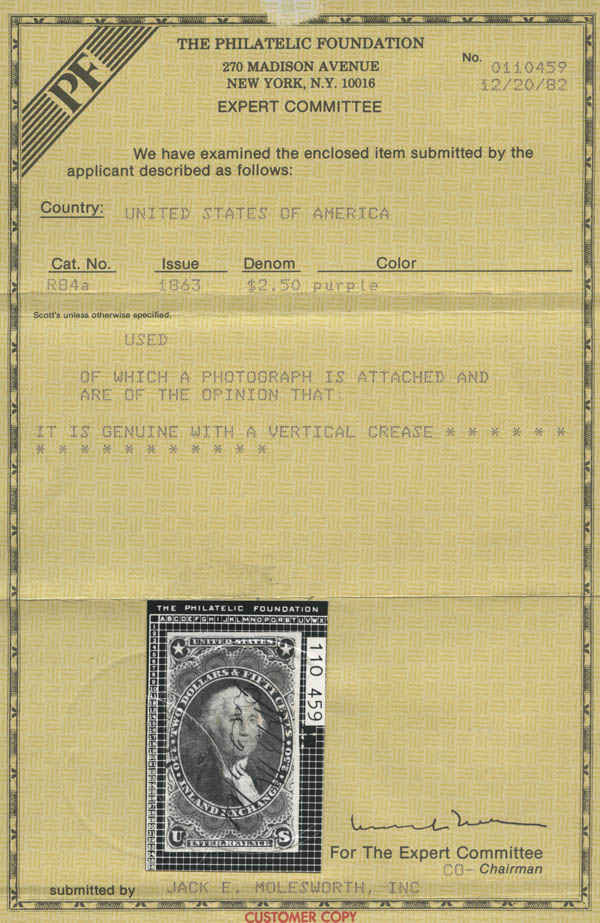 PF
THE PHILATELIC FOUNDATION
270 MADISON AVENUE
NEW YORK, N.Y. 10016
EXPERT COMMITTEE
No. 0110459
12/20/82
We have examined the enclosed item submitted by the
applicant described as follows:
Country: UNITED STATES OF AMERICA
Cat. No. Issue Denom Color
R84a 1863 $2.50 purple
Scott's unless otherwise specified.
USED
OF WHICH A PHOTOGRAPH IS ATTACHED AND
ARE OF THE OPINION THAT:
IT IS GENUINE WITH A VERTICAL CREASE * * * * * *
* * * * * * * * * * *
THE PHILATELIC FOUNDATION
ABCDEFGHIJKLMNOPQRSTUVWX
110 459
UNITED STATES
TWO DOLLARS & FIFTY CENTS
2.50 2.50
INLAND EXCHANGE
U S
INTER. REVENUE
For The Expert Committee
CO- Chairman
submitted by JACK E. MOLESWORTH, INC
CUSTOMER COPY